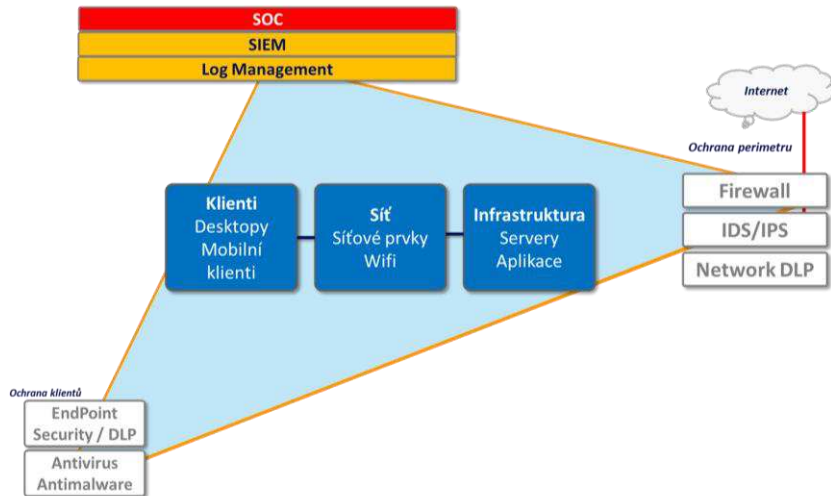 SOC
SIEM
Log Management
Internet
Ochrana perimetru
Firewall
IDS/IPS
Network DLP
Klienti
Desktopy
Mobilní
klienti
Síť
Síťové prvky
Wifi
Infrastruktura
Servery
Aplikace
Ochrana klientů
EndPoint
Security / DLP
Antivirus
Antimalware